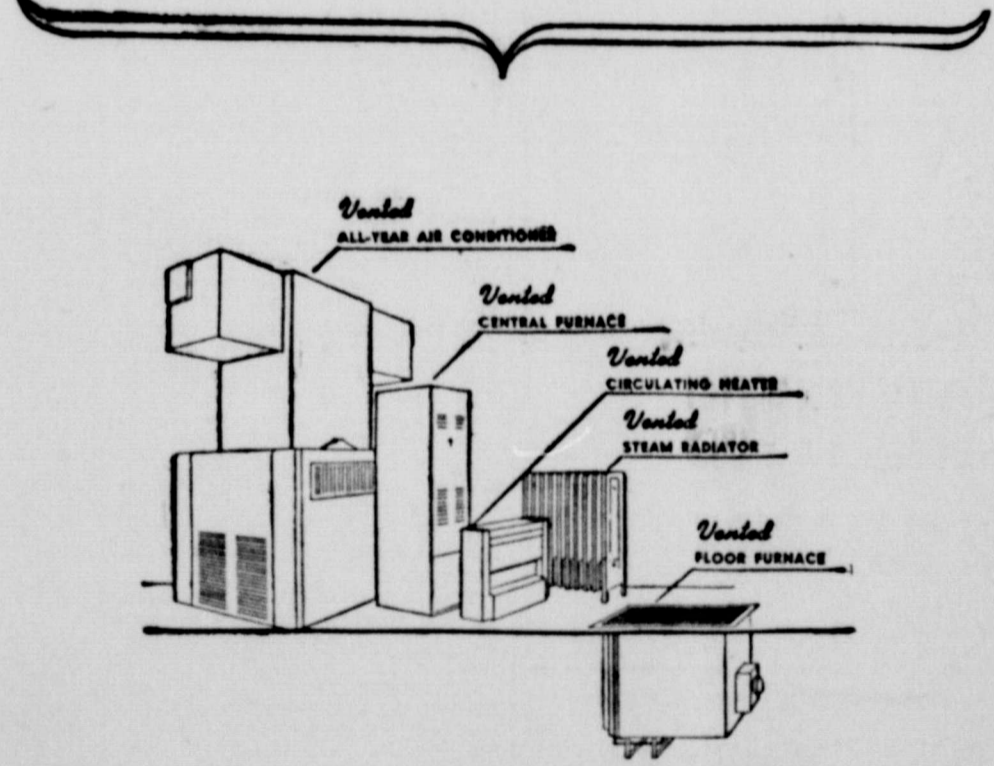 Vented
ALL-YEAR AIR CONDITIONER
Vented
CENTRAL FURNACE
Vented
CIRCULATING HEATER
Vented
STEAM RADIATOR
Vented
FLOOR FURNACE